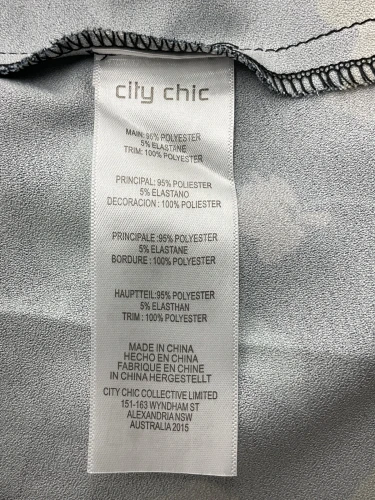 city chic
MAIN: 95% POLYESTER
5% ELASTANE
TRIM: 100% POLYESTER
PRINCIPAL: 95% POLIESTER
5% ELASTANO
DECORACION : 100% POLIESTER
PRINCIPALE : 95% POLYESTER
5% ELASTANE
BORDURE : 100% POLYESTER
HAUPTTEIL:95% POLYESTER
5% ELASTHAN
TRIM : 100% POLYESTER
MADE IN CHINA
HECHO EN CHINA
FABRIQUE EN CHINE
IN CHINA HERGESTELLT
CITY CHIC COLLECTIVE LIMITED
151-163 WYNDHAM ST
ALEXANDRIA NSW
AUSTRALIA 2015